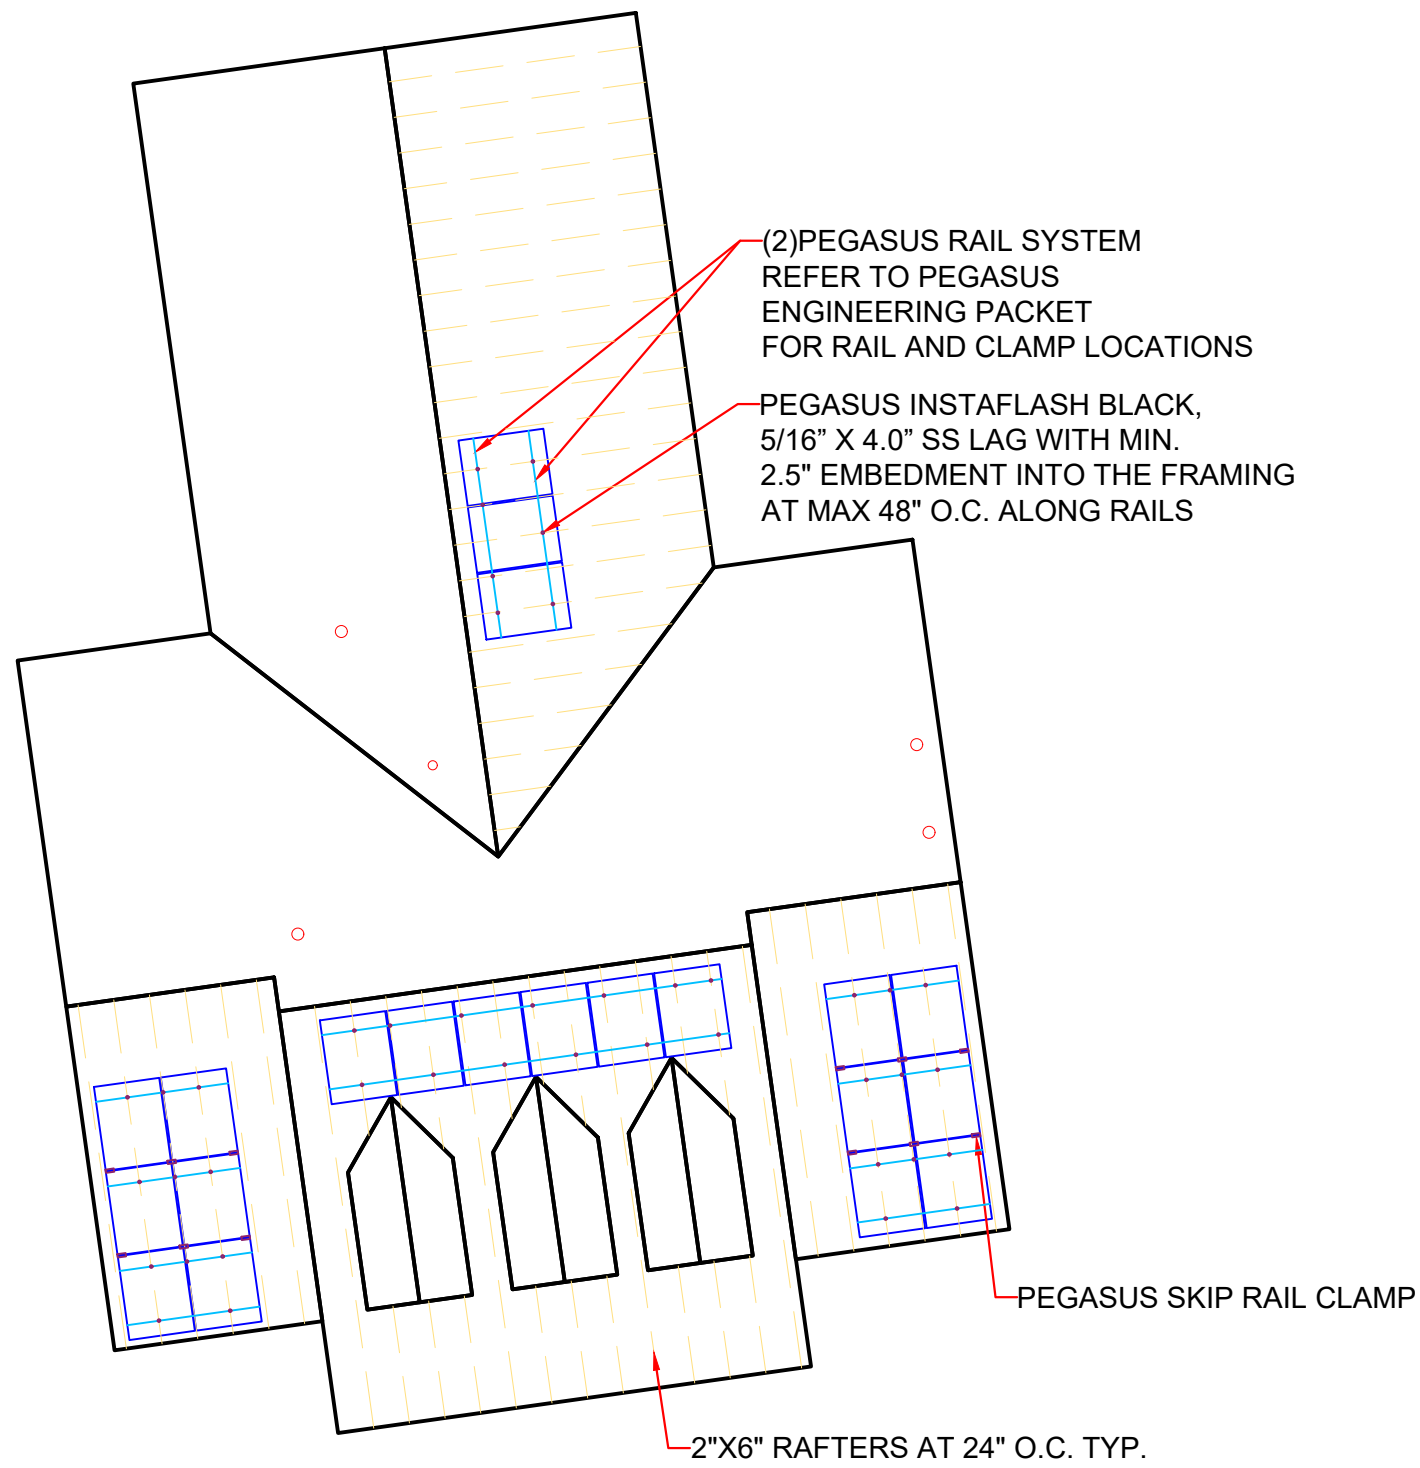 (2)PEGASUS RAIL SYSTEM
REFER TO PEGASUS
ENGINEERING PACKET
FOR RAIL AND CLAMP LOCATIONS
PEGASUS INSTAFLASH BLACK,
5/16” X 4.0” SS LAG WITH MIN.
2.5" EMBEDMENT INTO THE FRAMING
AT MAX 48" O.C. ALONG RAILS
PEGASUS SKIP RAIL CLAMP
2"X6" RAFTERS AT 24" O.C. TYP.